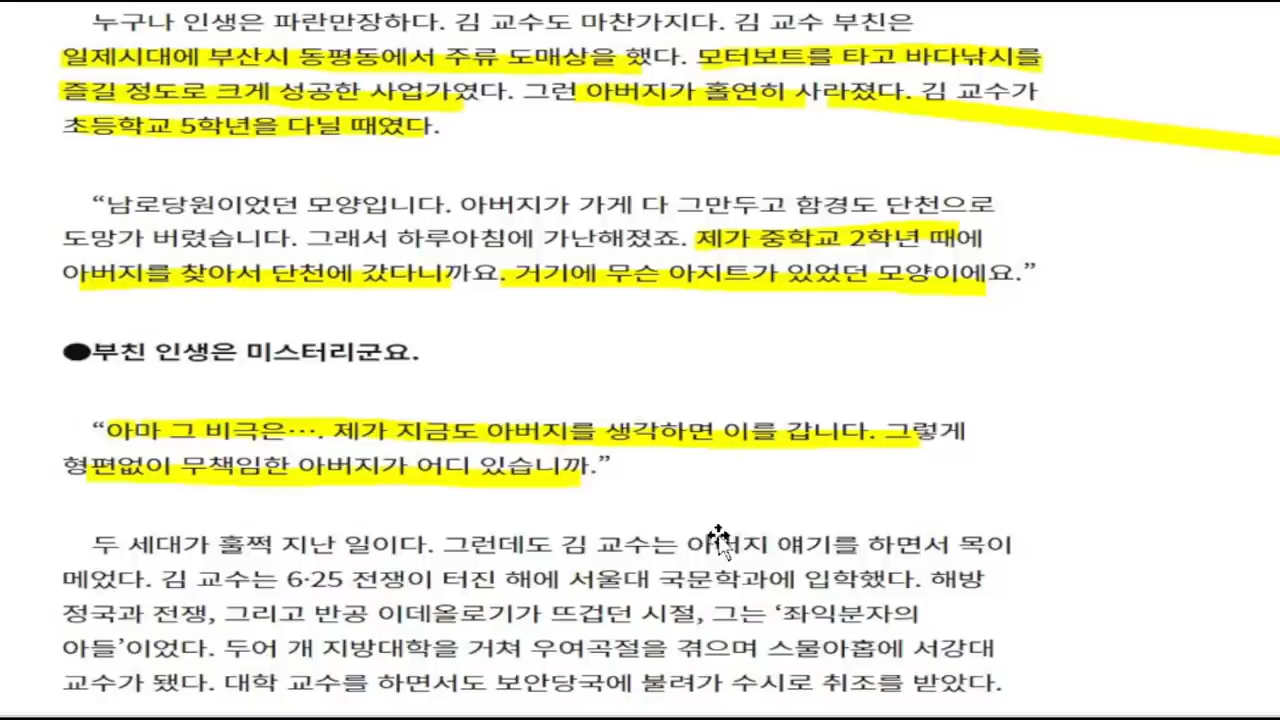 누구나 인생은 파란만장하다. 김 교수도 마찬가지다. 김 교수 부친은
일제시대에 부산시 동평동에서 주류 도매상을 했다. 모터보트를 타고 바다낚시를
즐길 정도로 크게 성공한 사업가였다. 그런 아버지가 홀연히 사라졌다. 김 교수가
초등학교 5학년을 다닐 때였다.
“남로당원이었던 모양입니다. 아버지가 가게 다 그만두고 함경도 단천으로
도망가 버렸습니다. 그래서 하루아침에 가난해졌죠. 제가 중학교 2학년 때에
아버지를 찾아서 단천에 갔다니까요. 거기에 무슨 아지트가 있었던 모양이에요.”
●부친 인생은 미스터리군요.
“아마 그 비극은…. 제가 지금도 아버지를 생각하면 이를 갑니다. 그렇게
형편없이 무책임한 아버지가 어디 있습니까.”
두 세대가 훌쩍 지난 일이다. 그런데도 김 교수는 아버지 얘기를 하면서 목이
메었다. 김 교수는 6·25 전쟁이 터진 해에 서울대 국문학과에 입학했다. 해방
정국과 전쟁, 그리고 반공 이데올로기가 뜨겁던 시절, 그는 ‘좌익분자의
아들’이었다. 두어 개 지방대학을 거쳐 우여곡절을 겪으며 스물아홉에 서강대
교수가 됐다. 대학 교수를 하면서도 보안당국에 불려가 수시로 취조를 받았다.